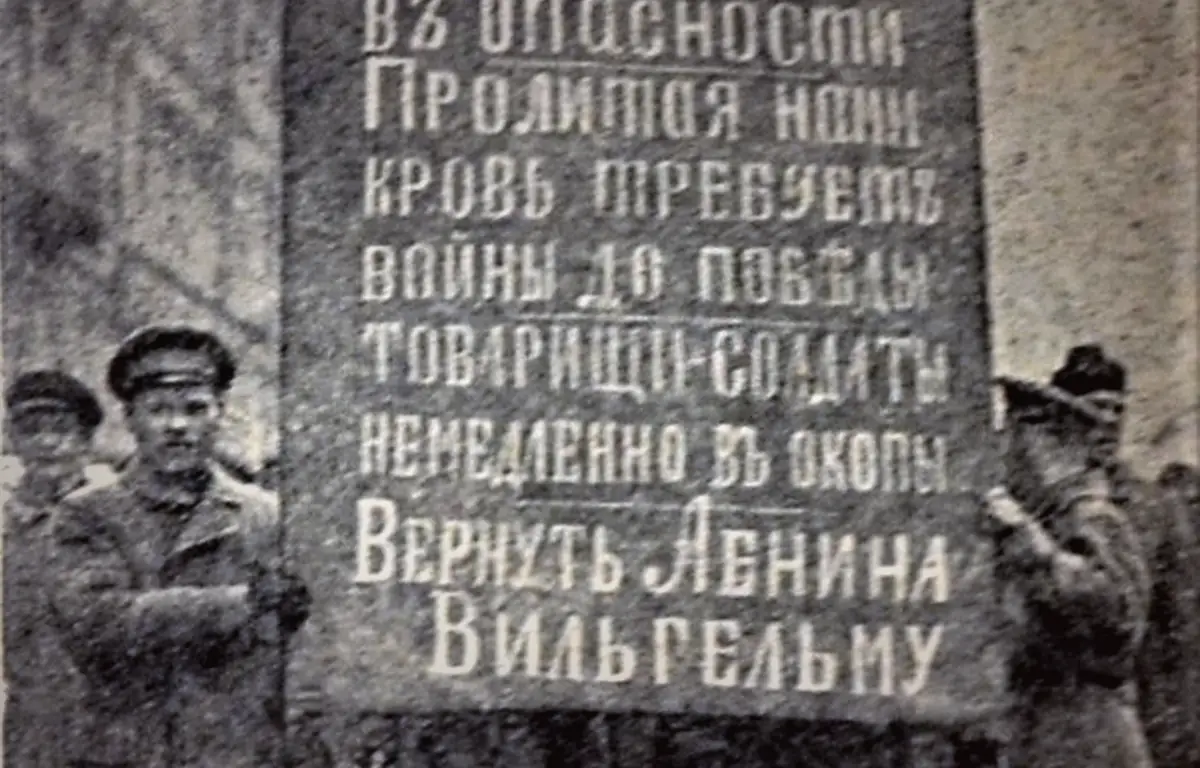 въ опасности
Пролитая нами
кровь требуетъ
войны до побѣды
товарищи-солдаты
немедленно въ окопы
Вернуть Ленина
Вильгельму